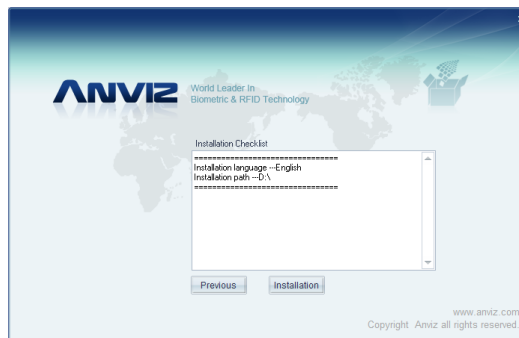 ANVIZ
World Leader In
Biometric & RFID Technology
Installation Checklist
================================
Installation language ---English
Installation path ---D:\
================================
Previous
Installation
www.anviz.com
Copyright Anviz all rights reserved.